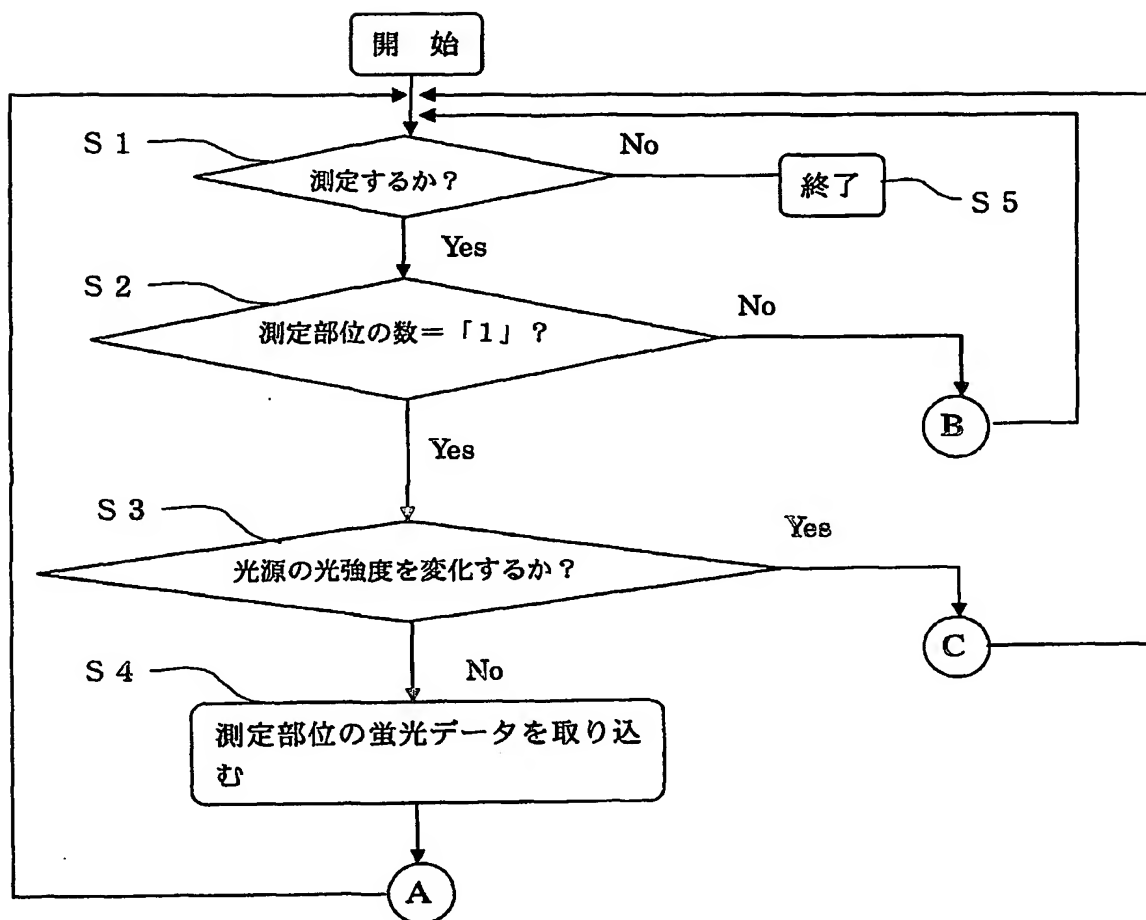 開 始
S 1
測定するか？
No
終了
S 5
Yes
S 2
測定部位の数＝「1」？
No
B
Yes
S 3
光源の光強度を変化するか？
Yes
C
S 4
No
測定部位の蛍光データを取り込
む
A